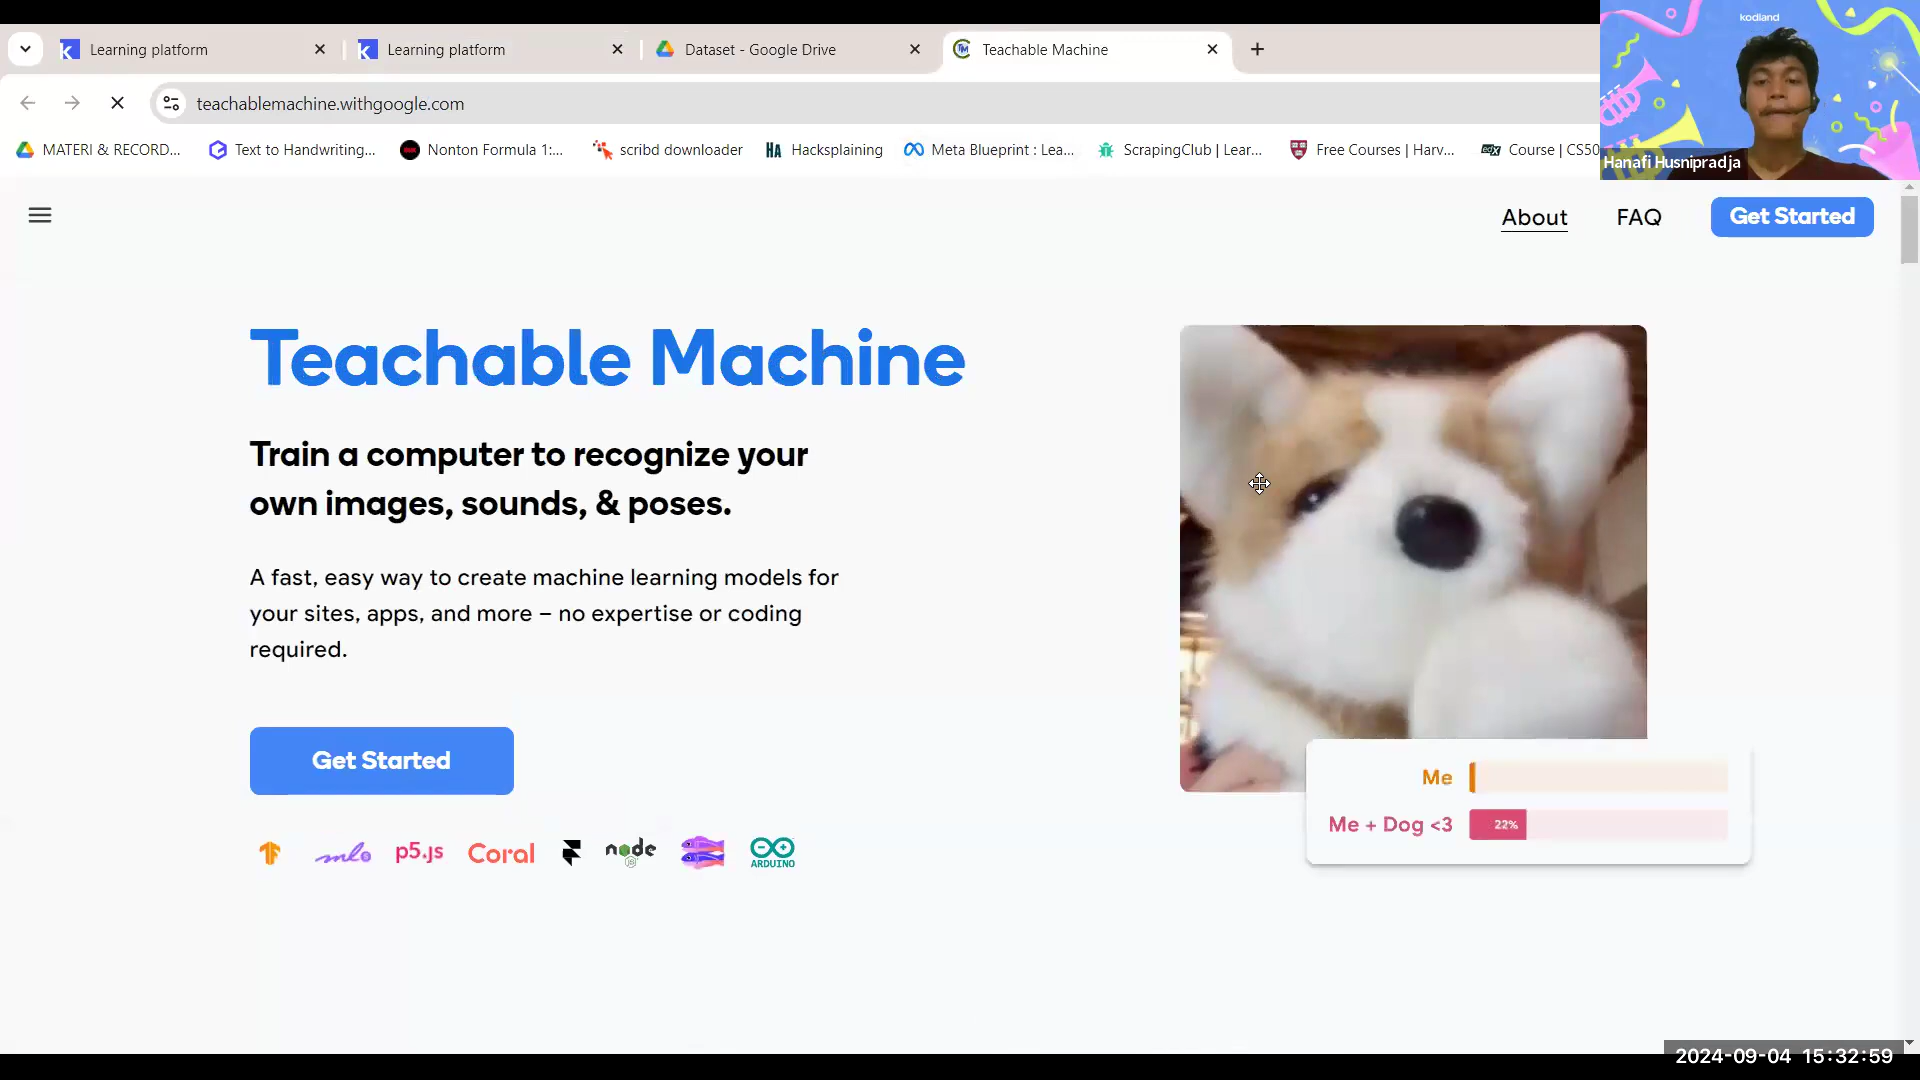 Learning platform
Learning platform
Dataset - Google Drive
Teachable Machine
kodland
teachablemachine.withgoogle.com
MATERI & RECORD...
Text to Handwriting...
Nonton Formula 1:...
scribd downloader
HA Hacksplaining
Meta Blueprint : Lea...
ScrapingClub | Lear...
Free Courses | Harv...
edX Course | CS50
Hanafi Husnipradja
About
FAQ
Get Started
Teachable Machine
Train a computer to recognize your
own images, sounds, & poses.
A fast, easy way to create machine learning models for
your sites, apps, and more – no expertise or coding
required.
Get Started
Me
Me + Dog <3 22%
ml5 p5.js Coral node JS ARDUINO
2024-09-04 15:32:59